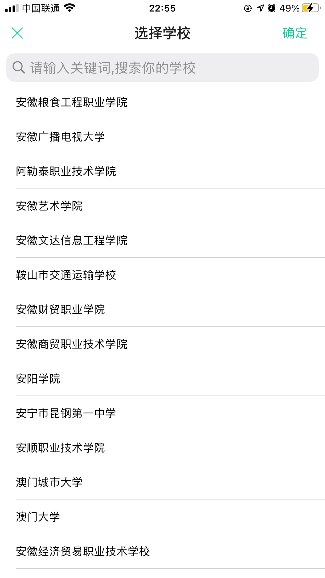 中国联通
22:55
49%
选择学校
确定
请输入关键词,搜索你的学校
安徽粮食工程职业学院
安徽广播电视大学
阿勒泰职业技术学院
安徽艺术学院
安徽文达信息工程学院
鞍山市交通运输学校
安徽财贸职业学院
安徽商贸职业技术学院
安阳学院
安宁市昆钢第一中学
安顺职业技术学院
澳门城市大学
澳门大学
安徽经济贸易职业技术学校